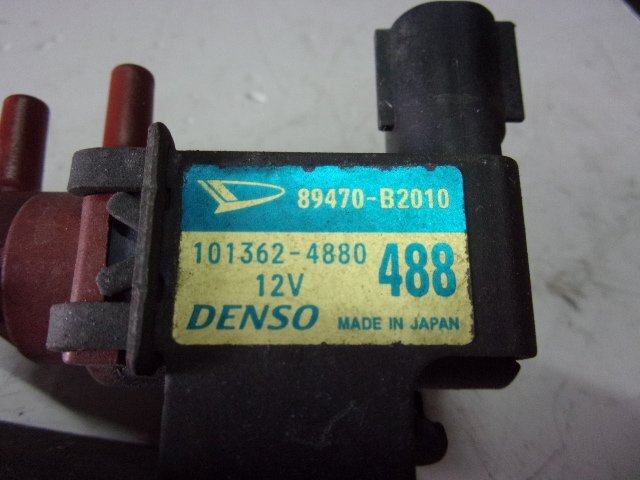 89470-B2010
101362-4880
12V
488
DENSO
MADE IN JAPAN